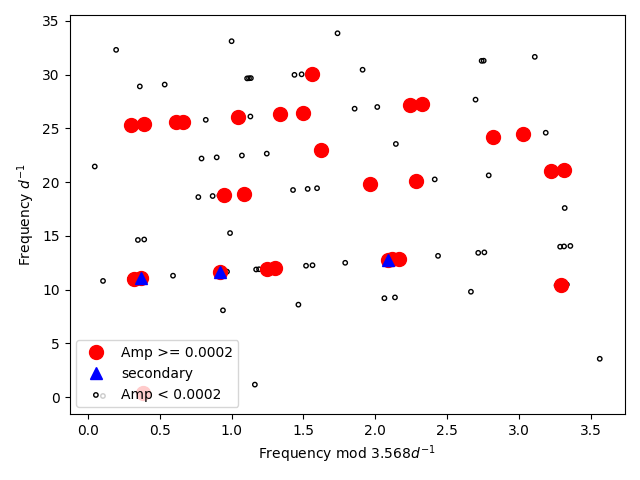 35
30
25
20
15
10
5
0
Frequency $d^{-1}$
Amp >= 0.0002
secondary
Amp < 0.0002
0.0 0.5 1.0 1.5 2.0 2.5 3.0 3.5
Frequency mod 3.568$d^{-1}$